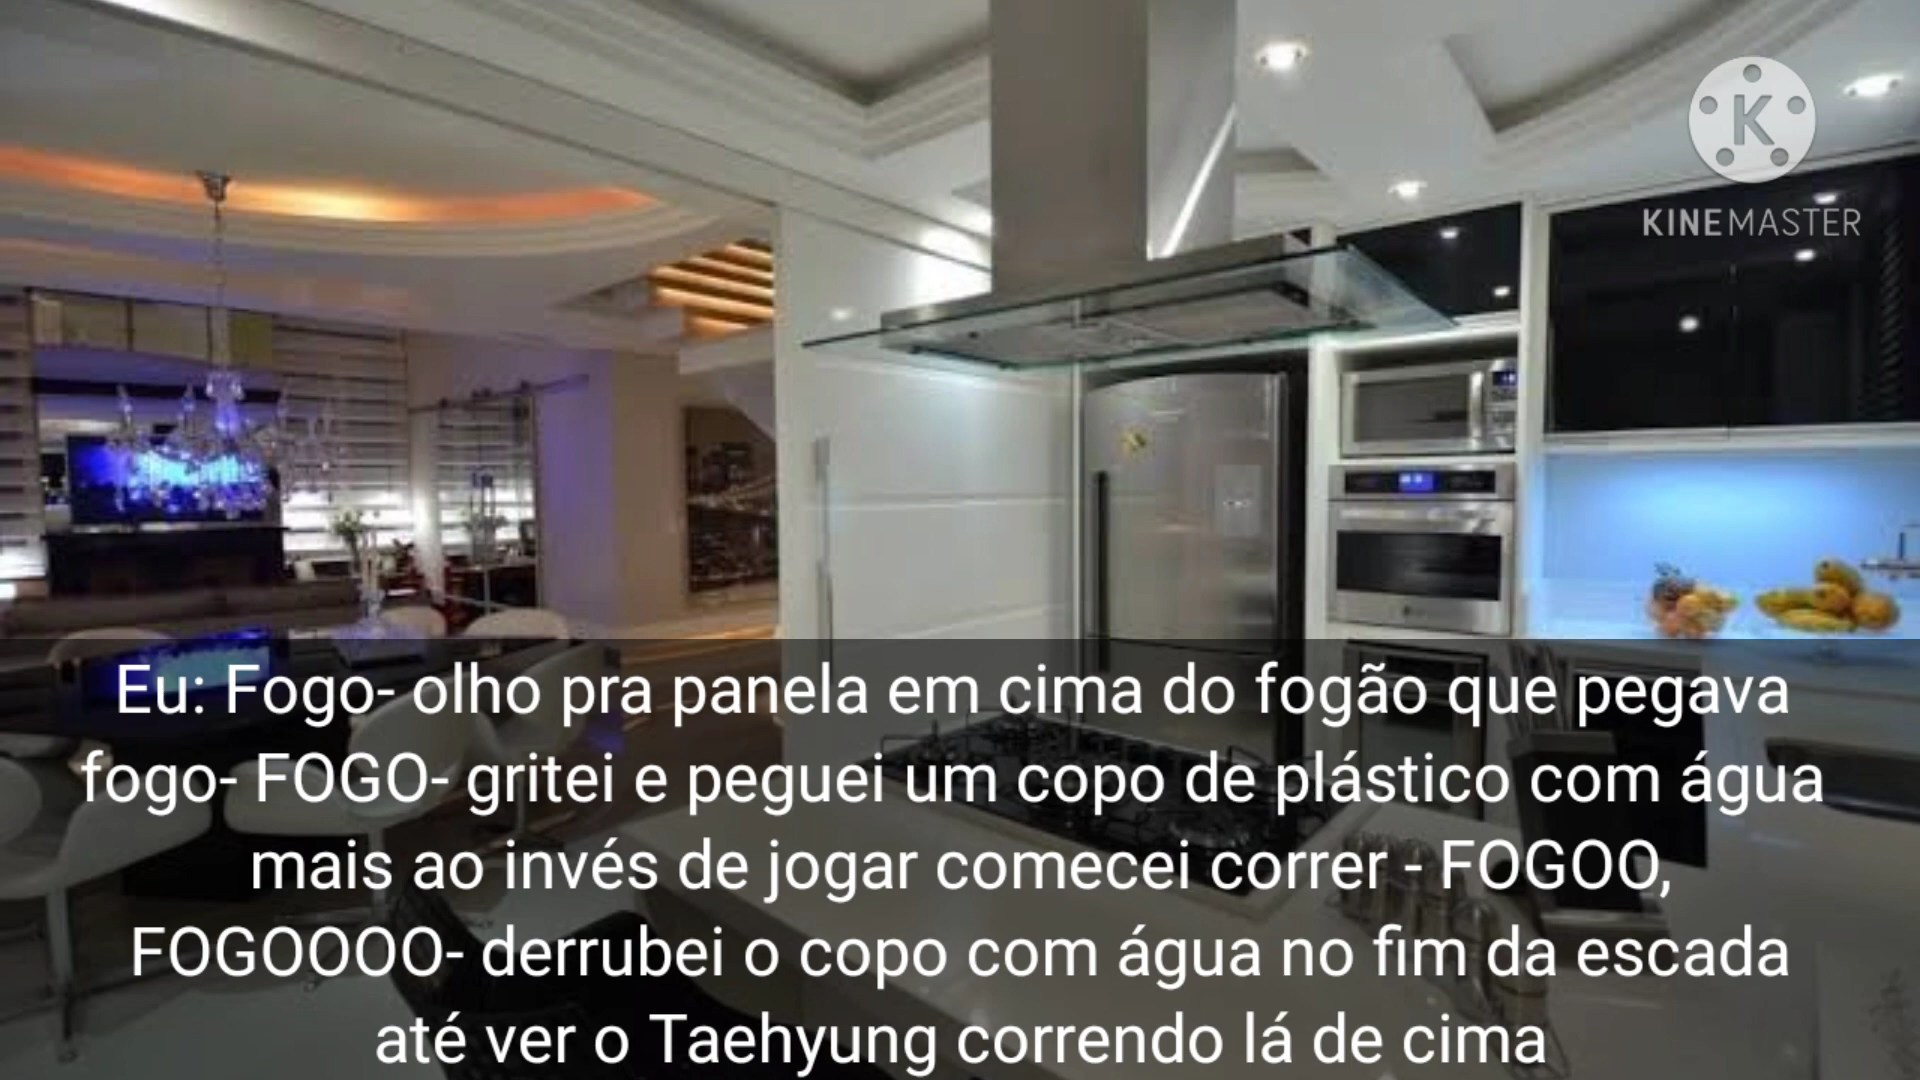 KINEMASTER
Eu: Fogo- olho pra panela em cima do fogão que pegava
fogo- FOGO- gritei e peguei um copo de plástico com água
mais ao invés de jogar comecei correr - FOGOO,
FOGOOOO- derrubei o copo com água no fim da escada
até ver o Taehyung correndo lá de cima